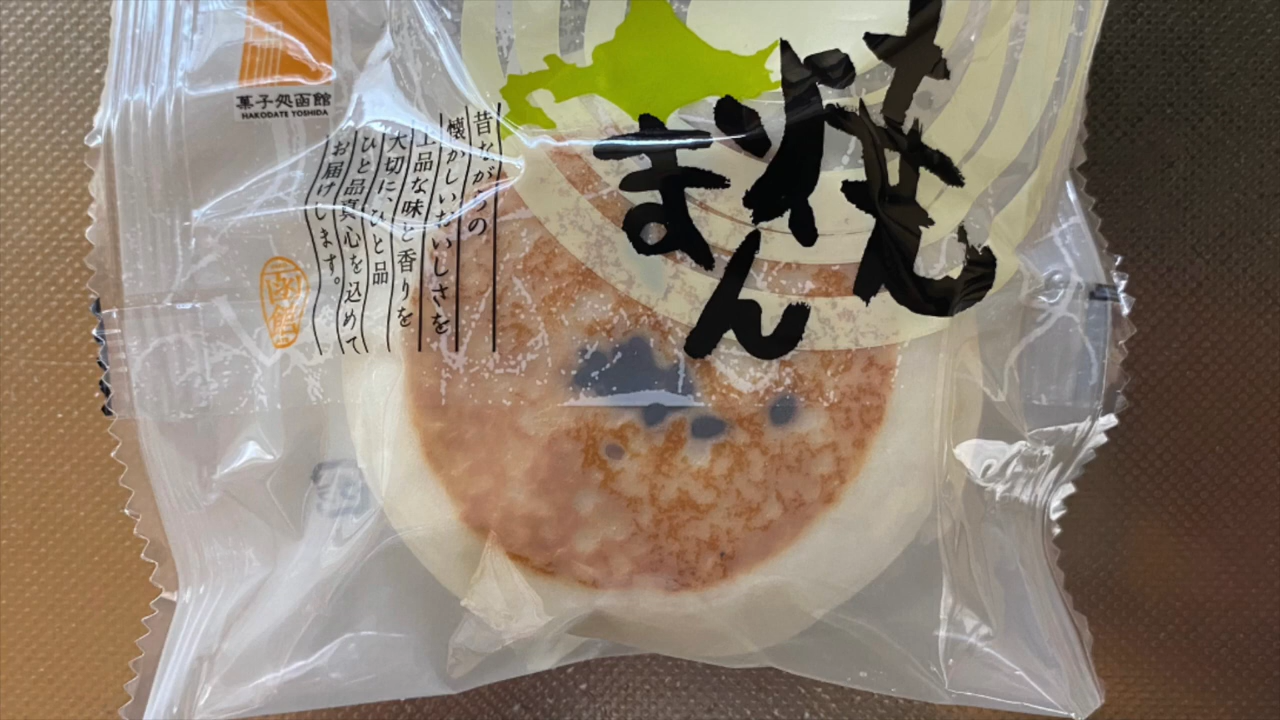 菓子処函館
HAKODATE YOSHIDA
まん
昔ながらの
懐かしいおいしさを
上品な味と香りを
大切に、ひと品
ひと品真心を込めて
お届けします。
函館